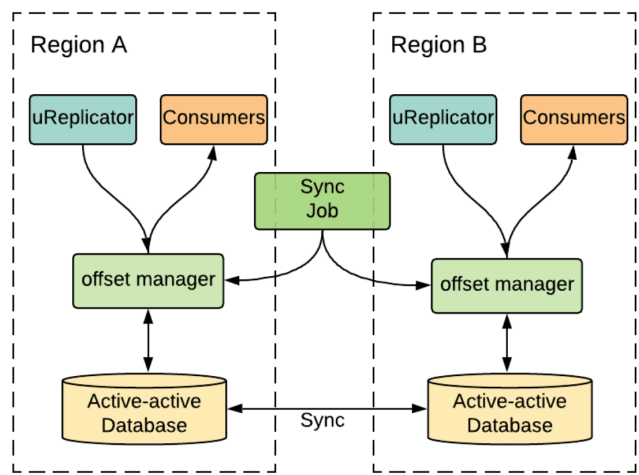 Region A
Region B
uReplicator
Consumers
uReplicator
Consumers
Sync
Job
offset manager
offset manager
Active-active
Database
Sync
Active-active
Database